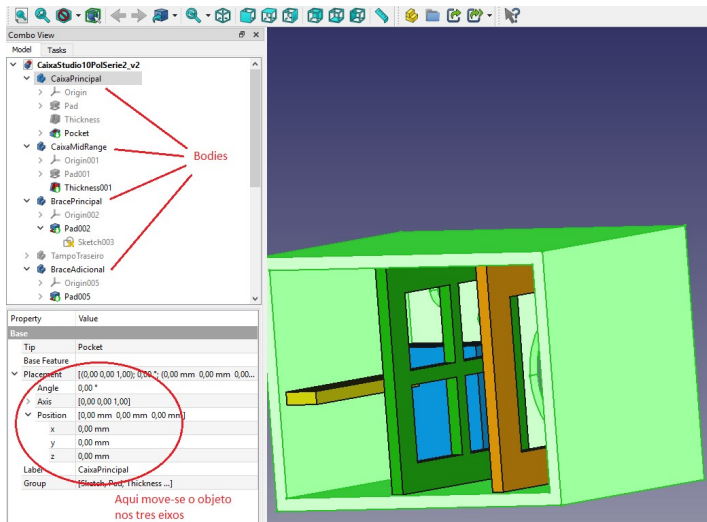 Combo View
Model Tasks
CaixaStudio10PolSerie2_v2
CaixaPrincipal
Origin
Pad
Thickness
Pocket
CaixaMidRange
Origin001
Pad001
Thickness001
BracePrincipal
Origin002
Pad002
Sketch003
TampoTraseiro
BraceAdicional
Origin005
Pad005
Bodies
Property Value
Base
Tip Pocket
Base Feature
Placement [(0,00 0,00 1,00); 0,00 °; (0,00 mm 0,00 mm 0,00...
Angle 0,00 °
Axis [0,00 0,00 1,00]
Position [0,00 mm 0,00 mm 0,00 mm]
x 0,00 mm
y 0,00 mm
z 0,00 mm
Label CaixaPrincipal
Group [Sketch, Pad, Thickness ...]
Aqui move-se o objeto
nos tres eixos